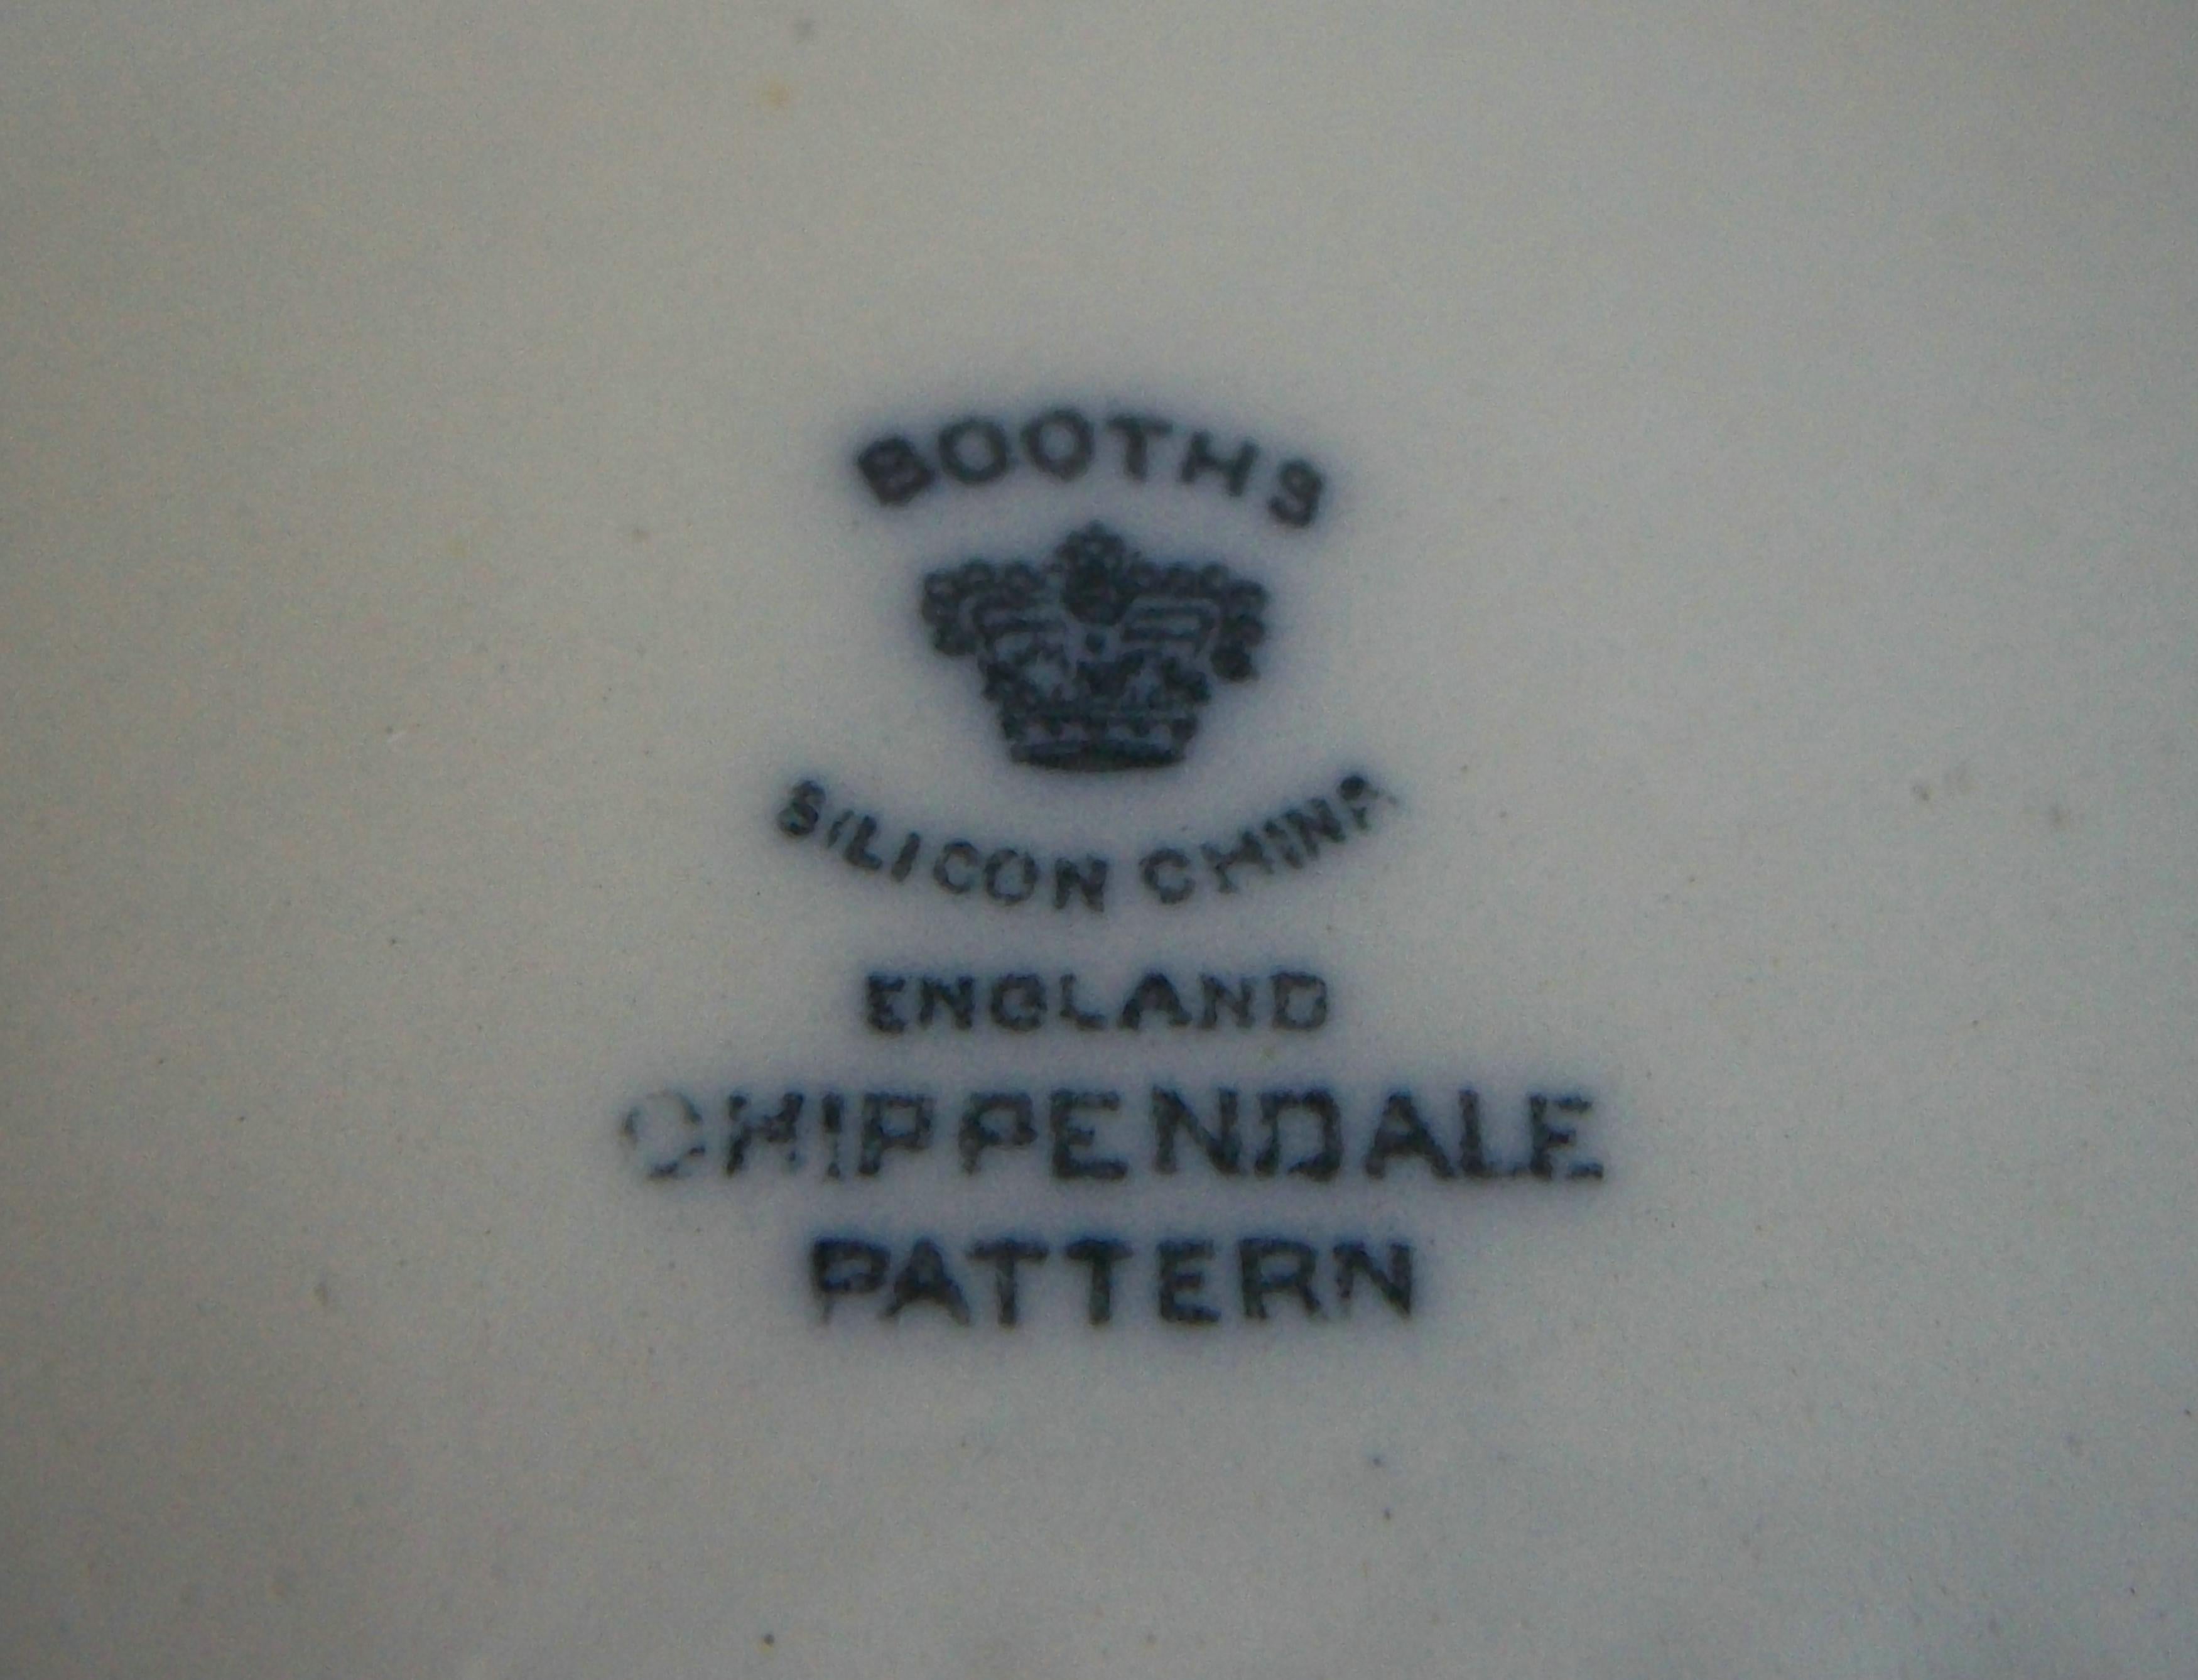 BOOTHS
SILICON CHINA
ENGLAND
CHIPPENDALE
PATTERN